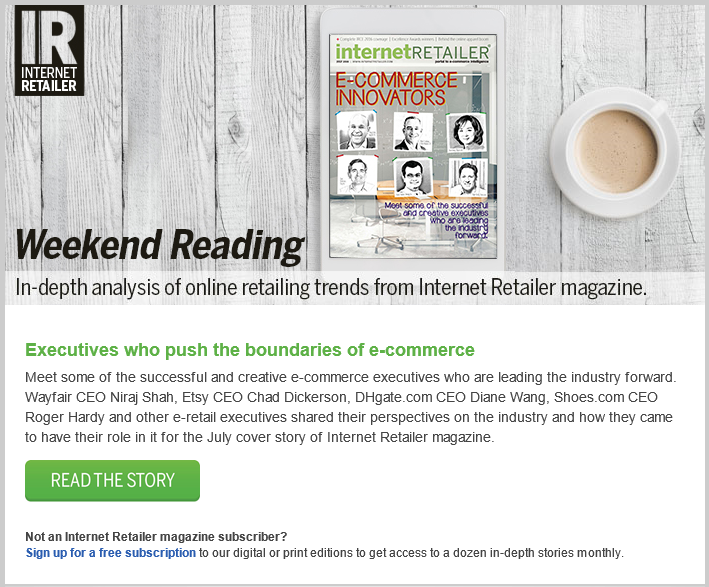 IR
INTERNET
RETAILER
internetRETAILER
portal to e-commerce intelligence
E-COMMERCE
INNOVATORS
Meet some of the successful
and creative executives
who are leading
the industry
forward.
Weekend Reading
In-depth analysis of online retailing trends from Internet Retailer magazine.
Executives who push the boundaries of e-commerce
Meet some of the successful and creative e-commerce executives who are leading the industry forward.
Wayfair CEO Niraj Shah, Etsy CEO Chad Dickerson, DHgate.com CEO Diane Wang, Shoes.com CEO
Roger Hardy and other e-retail executives shared their perspectives on the industry and how they came
to have their role in it for the July cover story of Internet Retailer magazine.
READ THE STORY
Not an Internet Retailer magazine subscriber?
Sign up for a free subscription to our digital or print editions to get access to a dozen in-depth stories monthly.